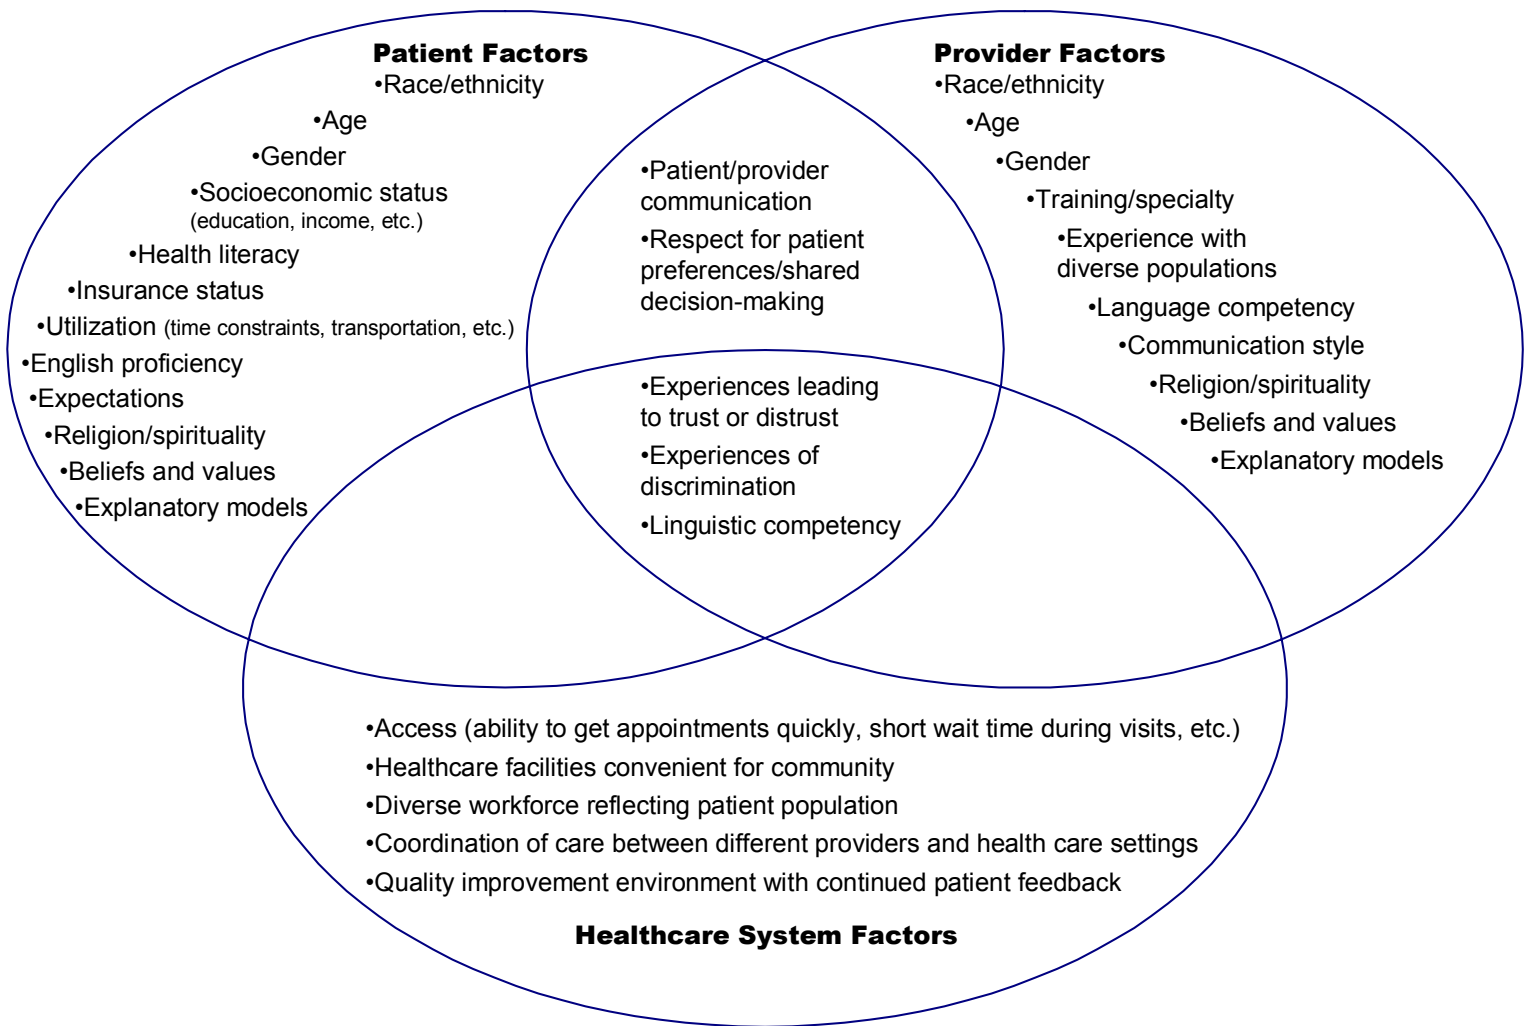 Patient Factors
•Race/ethnicity
•Age
•Gender
•Socioeconomic status
(education, income, etc.)
•Health literacy
•Insurance status
•Utilization (time constraints, transportation, etc.)
•English proficiency
•Expectations
•Religion/spirituality
•Beliefs and values
•Explanatory models
•Patient/provider
communication
•Respect for patient
preferences/shared
decision-making
Provider Factors
•Race/ethnicity
•Age
•Gender
•Training/specialty
•Experience with
diverse populations
•Language competency
•Communication style
•Religion/spirituality
•Beliefs and values
•Explanatory models
•Experiences leading
to trust or distrust
•Experiences of
discrimination
•Linguistic competency
•Access (ability to get appointments quickly, short wait time during visits, etc.)
•Healthcare facilities convenient for community
•Diverse workforce reflecting patient population
•Coordination of care between different providers and health care settings
•Quality improvement environment with continued patient feedback
Healthcare System Factors